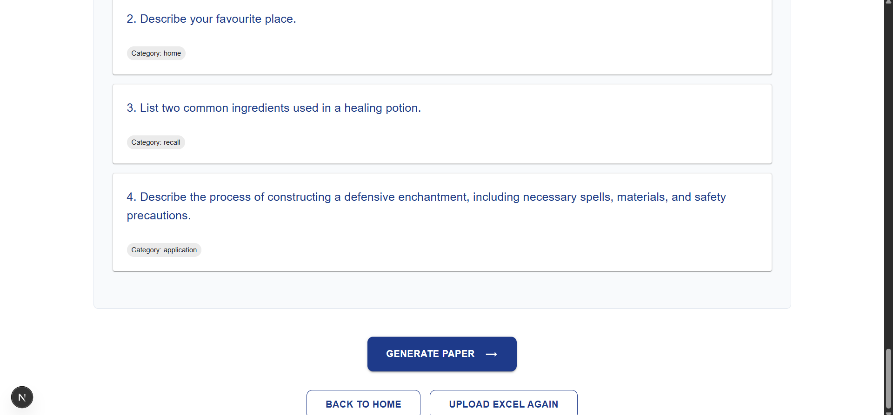 2. Describe your favourite place.
Category: home
3. List two common ingredients used in a healing potion.
Category: recall
4. Describe the process of constructing a defensive enchantment, including necessary spells, materials, and safety
precautions.
Category: application
GENERATE PAPER →
N
BACK TO HOME
UPLOAD EXCEL AGAIN